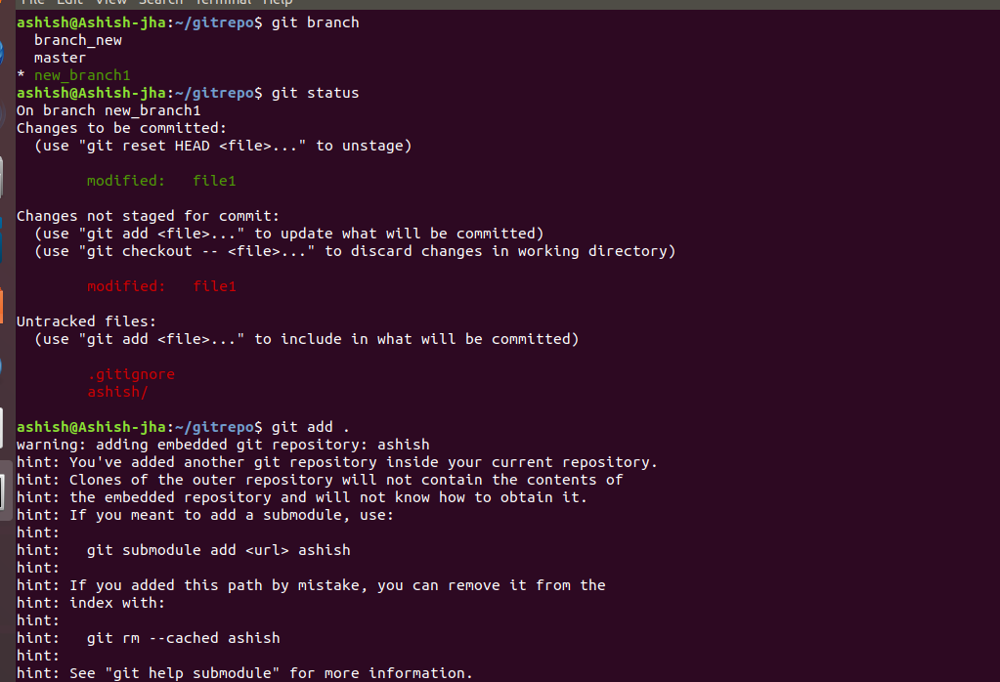 File Edit View Search Terminal Help
ashish@Ashish-jha:~/gitrepo$ git branch
  branch_new
  master
* new_branch1
ashish@Ashish-jha:~/gitrepo$ git status
On branch new_branch1
Changes to be committed:
  (use "git reset HEAD <file>..." to unstage)

        modified:   file1

Changes not staged for commit:
  (use "git add <file>..." to update what will be committed)
  (use "git checkout -- <file>..." to discard changes in working directory)

        modified:   file1

Untracked files:
  (use "git add <file>..." to include in what will be committed)

        .gitignore
        ashish/

ashish@Ashish-jha:~/gitrepo$ git add .
warning: adding embedded git repository: ashish
hint: You've added another git repository inside your current repository.
hint: Clones of the outer repository will not contain the contents of
hint: the embedded repository and will not know how to obtain it.
hint: If you meant to add a submodule, use:
hint:
hint:   git submodule add <url> ashish
hint:
hint: If you added this path by mistake, you can remove it from the
hint: index with:
hint:
hint:   git rm --cached ashish
hint:
hint: See "git help submodule" for more information.